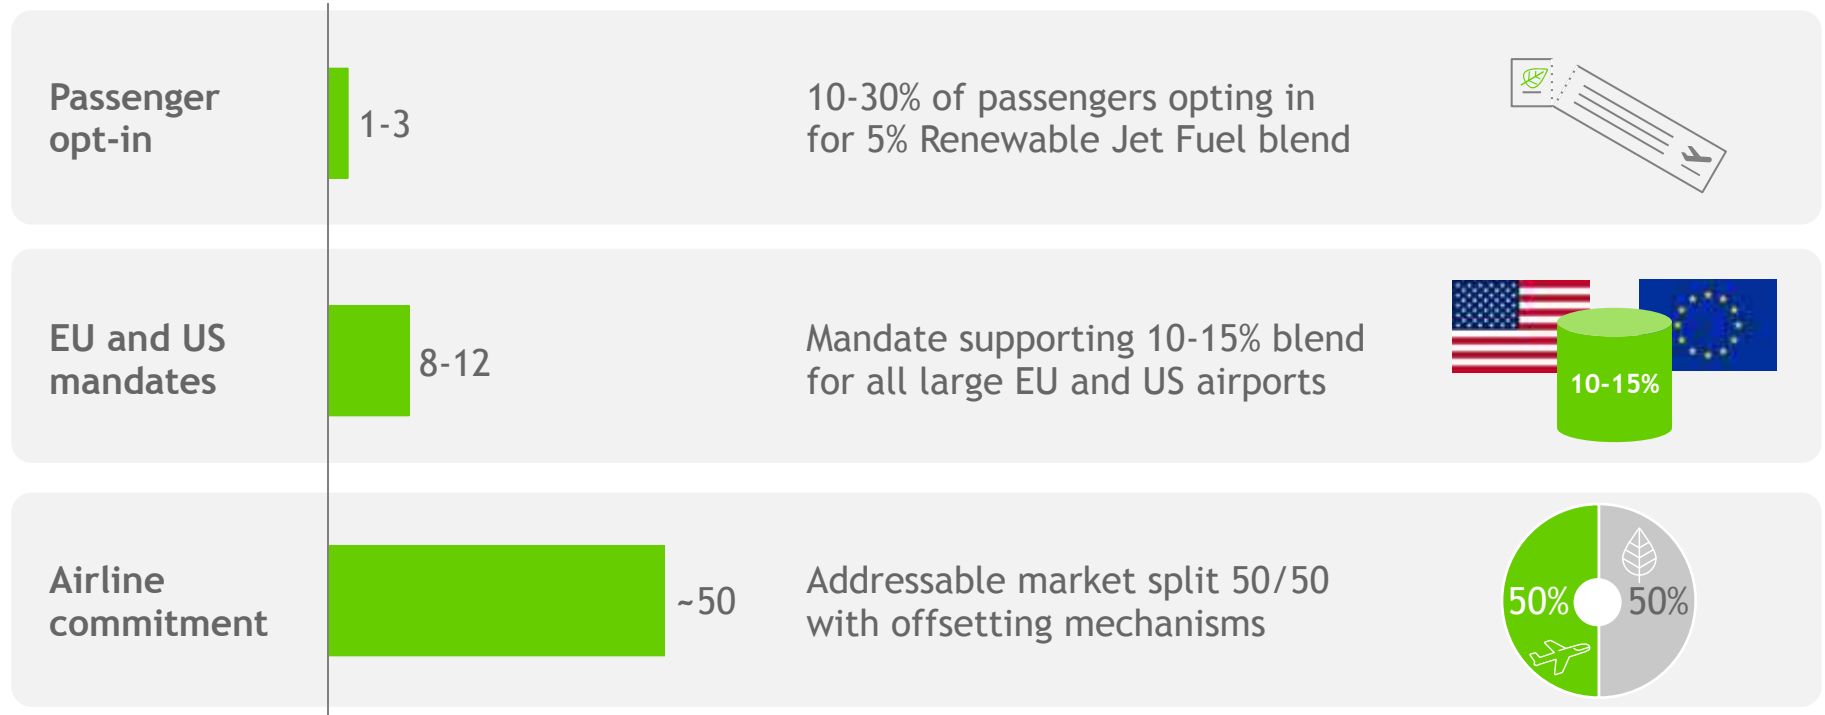 Passenger
opt-in
1-3
10-30% of passengers opting in
for 5% Renewable Jet Fuel blend
EU and US
mandates
8-12
Mandate supporting 10-15% blend
for all large EU and US airports
10-15%
Airline
commitment
~50
Addressable market split 50/50
with offsetting mechanisms
50%
50%